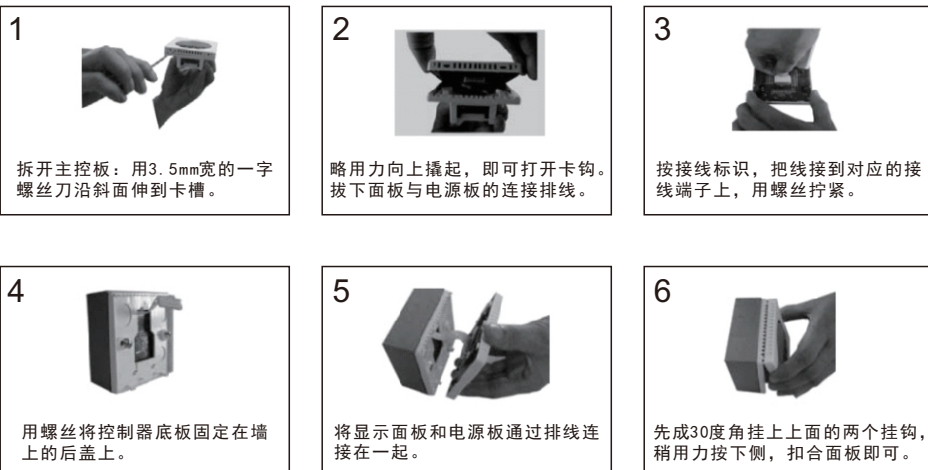 1
拆开主控板：用3.5mm宽的一字
螺丝刀沿斜面伸到卡槽。
2
略用力向上撬起，即可打开卡钩。
拔下面板与电源板的连接排线。
3
按接线标识，把线接到对应的接
线端子上，用螺丝拧紧。
4
用螺丝将控制器底板固定在墙
上的后盖上。
5
将显示面板和电源板通过排线连
接在一起。
6
先成30度角挂上上面的两个挂钩，
稍用力按下侧，扣合面板即可。